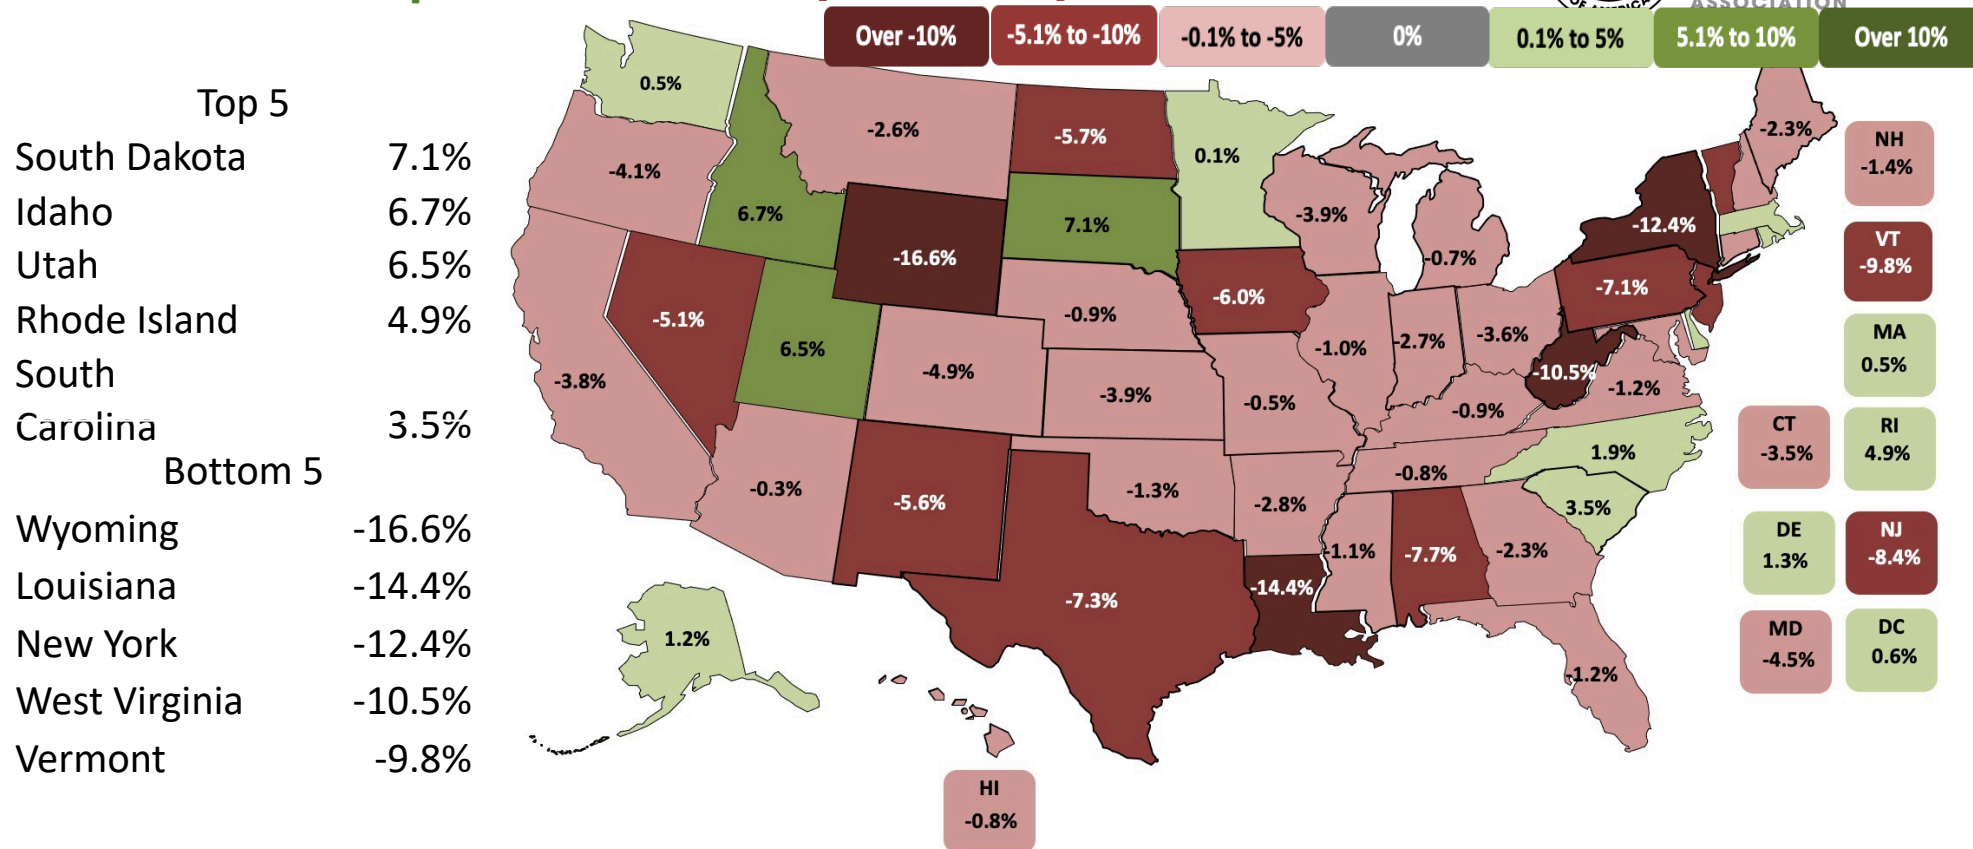 OF AMERICA
ASSOCIATION
Over -10%
-5.1% to -10%
-0.1% to -5%
0%
0.1% to 5%
5.1% to 10%
Over 10%
Top 5
South Dakota 7.1%
Idaho 6.7%
Utah 6.5%
Rhode Island 4.9%
South
Carolina 3.5%
Bottom 5
Wyoming -16.6%
Louisiana -14.4%
New York -12.4%
West Virginia -10.5%
Vermont -9.8%
0.5%
-4.1%
-3.8%
-5.1%
6.7%
-2.6%
-16.6%
6.5%
-4.9%
-0.3%
-5.6%
-5.7%
7.1%
-0.9%
-3.9%
-1.3%
-7.3%
0.1%
-6.0%
-0.5%
-2.8%
-14.4%
-3.9%
-1.0%
-0.7%
-2.7%
-3.6%
-0.9%
-0.8%
-1.1%
-7.7%
-2.3%
-1.2%
3.5%
1.9%
-1.2%
-10.5%
-7.1%
-12.4%
-2.3%
1.2%
HI
-0.8%
NH
-1.4%
VT
-9.8%
MA
0.5%
CT
-3.5%
RI
4.9%
DE
1.3%
NJ
-8.4%
MD
-4.5%
DC
0.6%